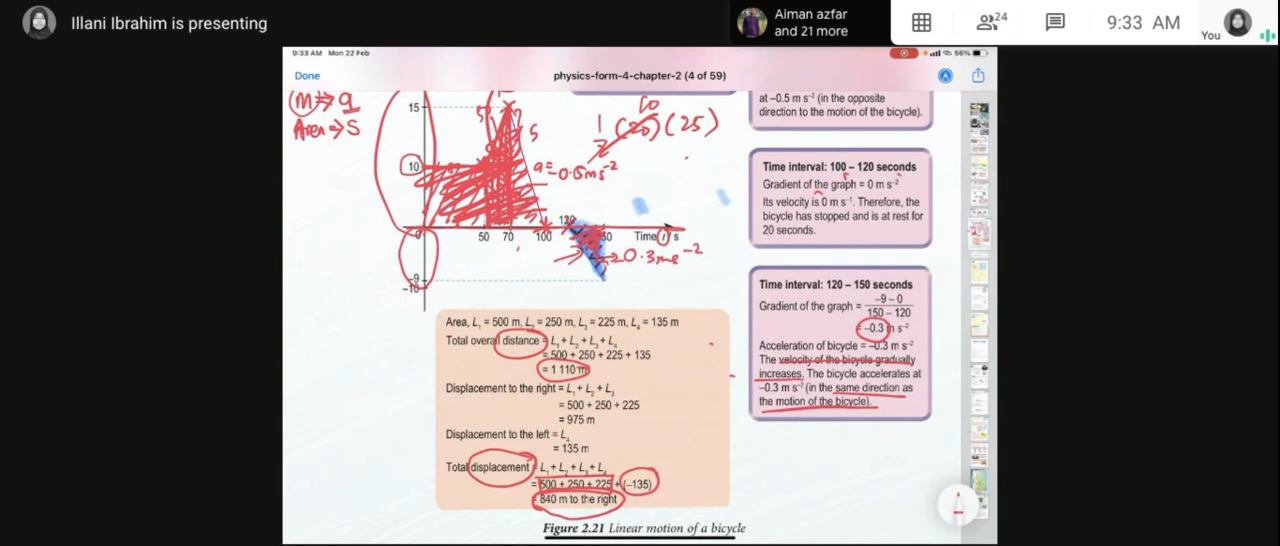 Illani Ibrahim is presenting
Aiman azfar
and 21 more
24
9:33 AM
You
9:33 AM Mon 22 Feb
56%
Done
physics-form-4-chapter-2 (4 of 59)
(m) ⇒ a
Area ⇒ s
15
10
0
-9
-10
50 70 100 120
Time, t / s
10
1/2 (20)(25)
a = -0.5ms⁻²
-0.3ms⁻²
at –0.5 m s⁻² (in the opposite
direction to the motion of the bicycle).
Time interval: 100 – 120 seconds
Gradient of the graph = 0 m s⁻²
Its velocity is 0 m s⁻¹. Therefore, the
bicycle has stopped and is at rest for
20 seconds.
Time interval: 120 – 150 seconds
Gradient of the graph = –9 – 0
150 – 120
= –0.3 m s⁻²
Acceleration of bicycle = –0.3 m s⁻²
The velocity of the bicycle gradually
increases. The bicycle accelerates at
–0.3 m s⁻² (in the same direction as
the motion of the bicycle).
Area, L₁ = 500 m, L₂ = 250 m, L₃ = 225 m, L₄ = 135 m
Total overall distance = L₁ + L₂ + L₃ + L₄
= 500 + 250 + 225 + 135
= 1 110 m
Displacement to the right = L₁ + L₂ + L₃
= 500 + 250 + 225
= 975 m
Displacement to the left = L₄
= 135 m
Total displacement = L₁ + L₂ + L₃ + L₄
= 500 + 250 + 225 + (–135)
= 840 m to the right
Figure 2.21 Linear motion of a bicycle